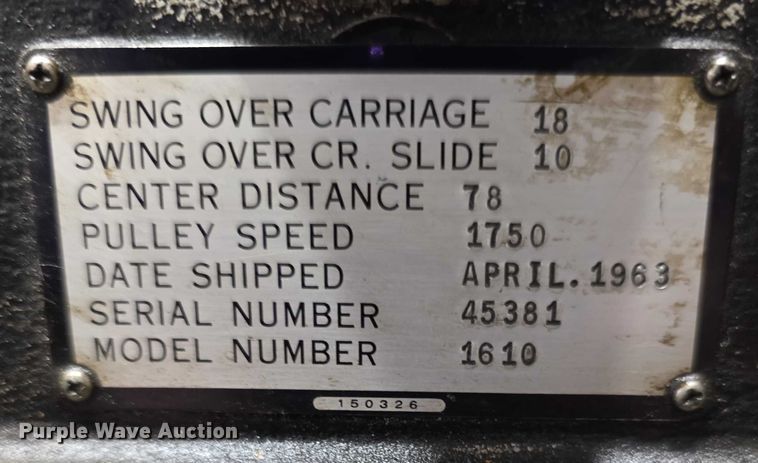 SWING OVER CARRIAGE 18
SWING OVER CR. SLIDE 10
CENTER DISTANCE 78
PULLEY SPEED 1750
DATE SHIPPED APRIL. 1963
SERIAL NUMBER 45381
MODEL NUMBER 1610
150326
Purple Wave Auction